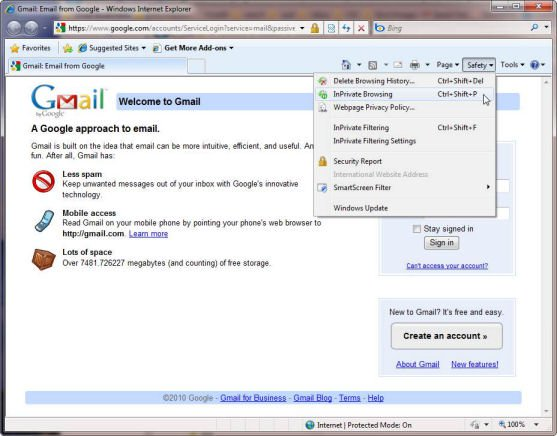 Gmail: Email from Google - Windows Internet Explorer
https://www.google.com/accounts/ServiceLogin?service=mail&passive
Bing
Favorites Suggested Sites Get More Add-ons
Gmail: Email from Google
Page Safety Tools
Delete Browsing History... Ctrl+Shift+Del
InPrivate Browsing Ctrl+Shift+P
Webpage Privacy Policy...
InPrivate Filtering Ctrl+Shift+F
InPrivate Filtering Settings
Security Report
International Website Address
SmartScreen Filter
Windows Update
Gmail
by Google
Welcome to Gmail
A Google approach to email.
Gmail is built on the idea that email can be more intuitive, efficient, and useful. An
fun. After all, Gmail has:
Less spam
Keep unwanted messages out of your inbox with Google's innovative
technology.
Mobile access
Read Gmail on your mobile phone by pointing your phone's web browser to
http://gmail.com. Learn more
Lots of space
Over 7481.726227 megabytes (and counting) of free storage.
Stay signed in
Sign in
Can't access your account?
New to Gmail? It's free and easy.
Create an account »
About Gmail New features!
©2010 Google - Gmail for Business - Gmail Blog - Terms - Help
Internet | Protected Mode: On
100%